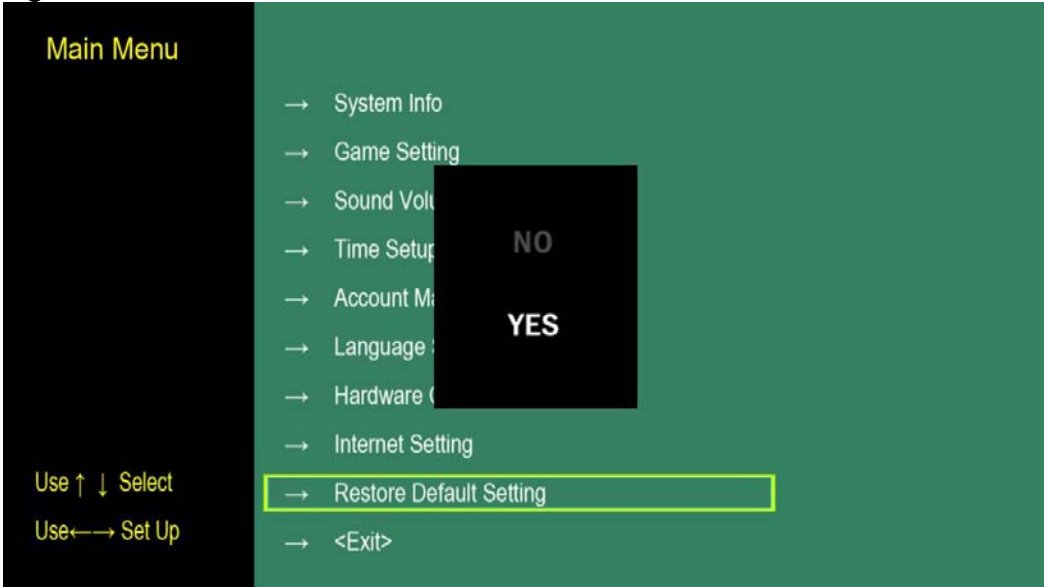 Main Menu
→ System Info
→ Game Setting
→ Sound
→ Time Setup
→ Account
→ Language
→ Hardware
→ Internet Setting
→ Restore Default Setting
→ <Exit>
NO
YES
Use ↑ ↓ Select
Use←→ Set Up